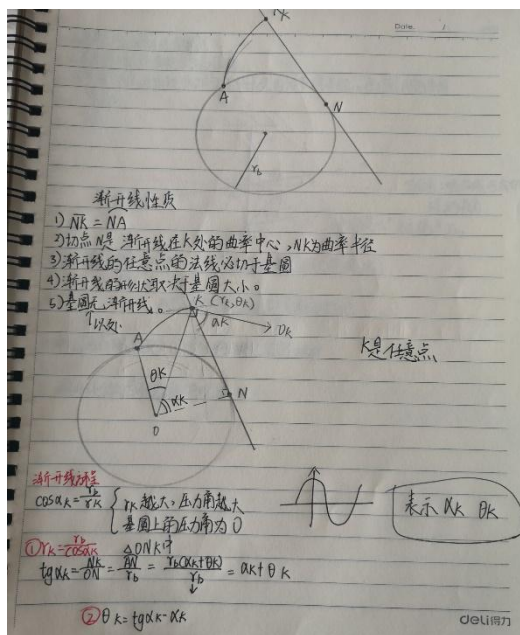 K
Date.
A
N
rb
渐开线性质
1) NK = NA
2) 切点N是渐开线在K处的曲率中心,NK为曲率半径
3) 渐开线的任意点的法线必切于基圆
4) 渐开线的形状取决于基圆大小。
5) 基圆无渐开线。
↑以内
K (rk,θk)
αK
υK
A
K是任意点
θK
αK
N
O
渐开线方程
cosαK = rb/rK { rK越大,压力角越大
基圆上的压力角为0
表示 αK θK
① rK = rb/cosαK △ONK中
tgαK = NK/ON = AN/rb = rb(αK+θK)/rb = αK+θK
② θK = tgαK-αK
deli得力